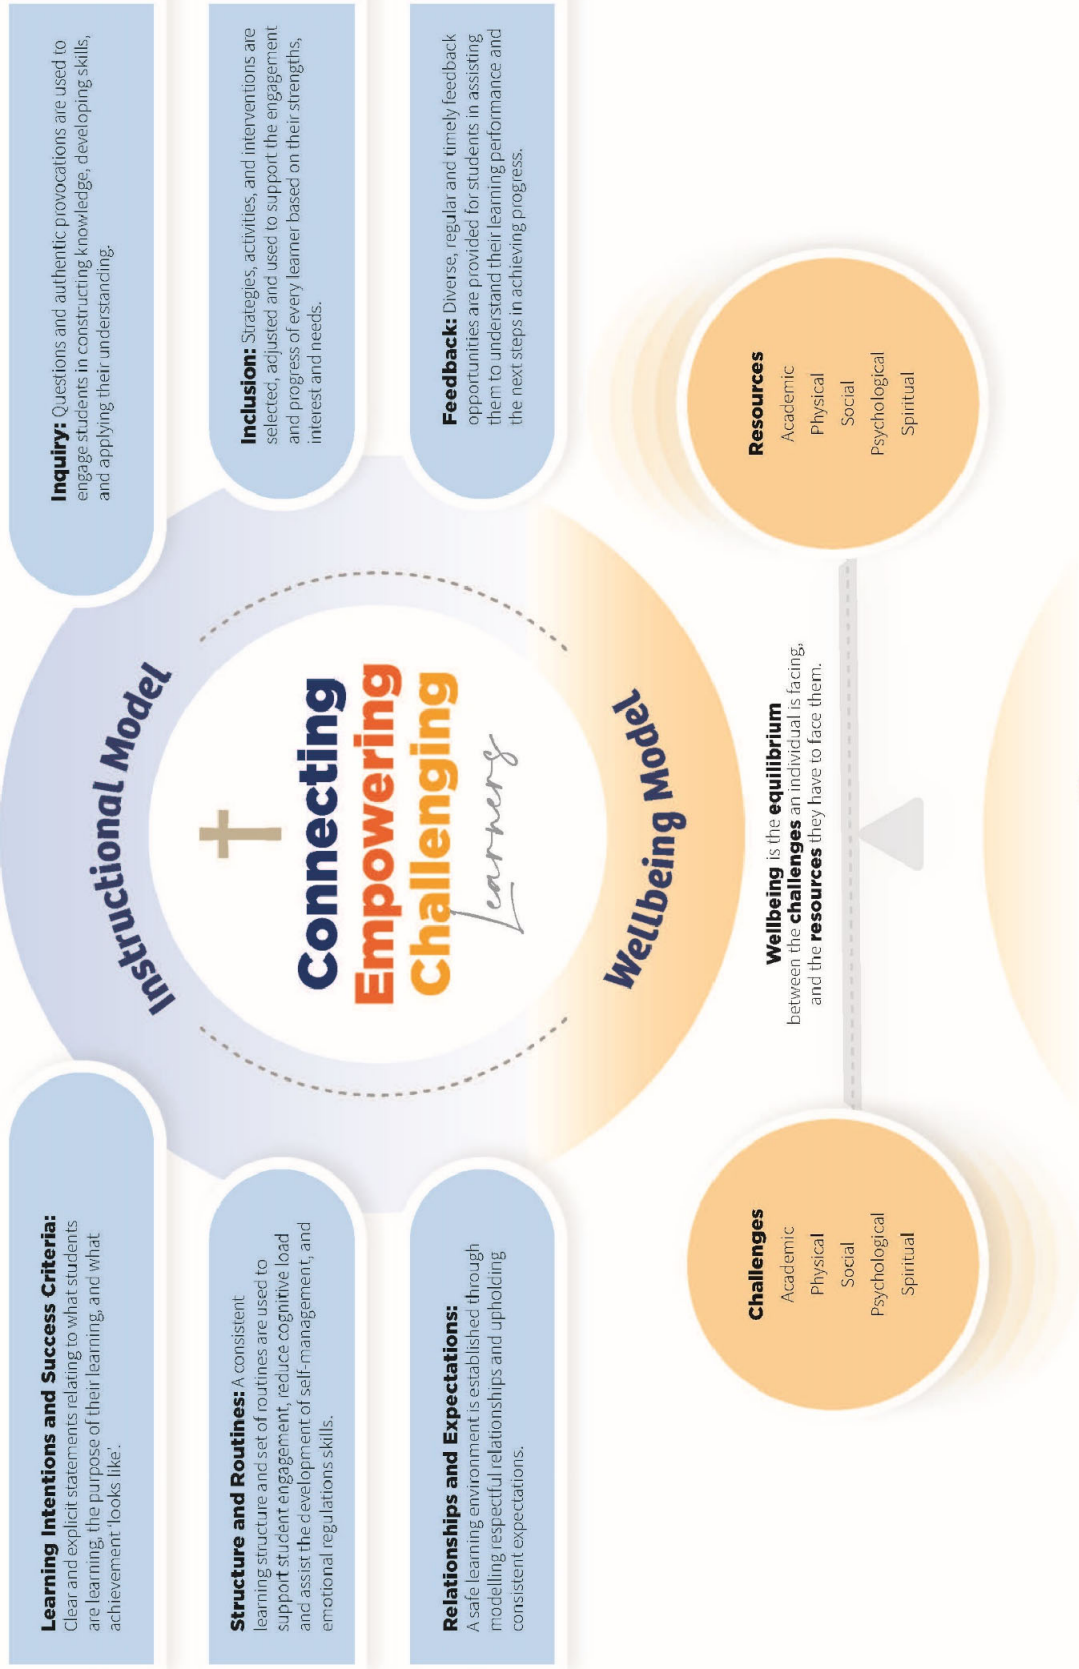 Instructional Model
Learning Intentions and Success Criteria:
Clear and explicit statements relating to what students
are learning, the purpose of their learning, and what
achievement ‘looks like’.
Structure and Routines: A consistent
learning structure and set of routines are used to
support student engagement, reduce cognitive load
and assist the development of self-management, and
emotional regulations skills.
Relationships and Expectations:
A safe learning environment is established through
modelling respectful relationships and upholding
consistent expectations.
Connecting
Empowering
Challenging
Learners
Inquiry: Questions and authentic provocations are used to
engage students in constructing knowledge, developing skills,
and applying their understanding.
Inclusion: Strategies, activities, and interventions are
selected, adjusted and used to support the engagement
and progress of every learner based on their strengths,
interest and needs.
Feedback: Diverse, regular and timely feedback
opportunities are provided for students in assisting
them to understand their learning performance and
the next steps in achieving progress.
Wellbeing Model
Wellbeing is the equilibrium
between the challenges an individual is facing,
and the resources they have to face them.
Challenges
Academic
Physical
Social
Psychological
Spiritual
Resources
Academic
Physical
Social
Psychological
Spiritual